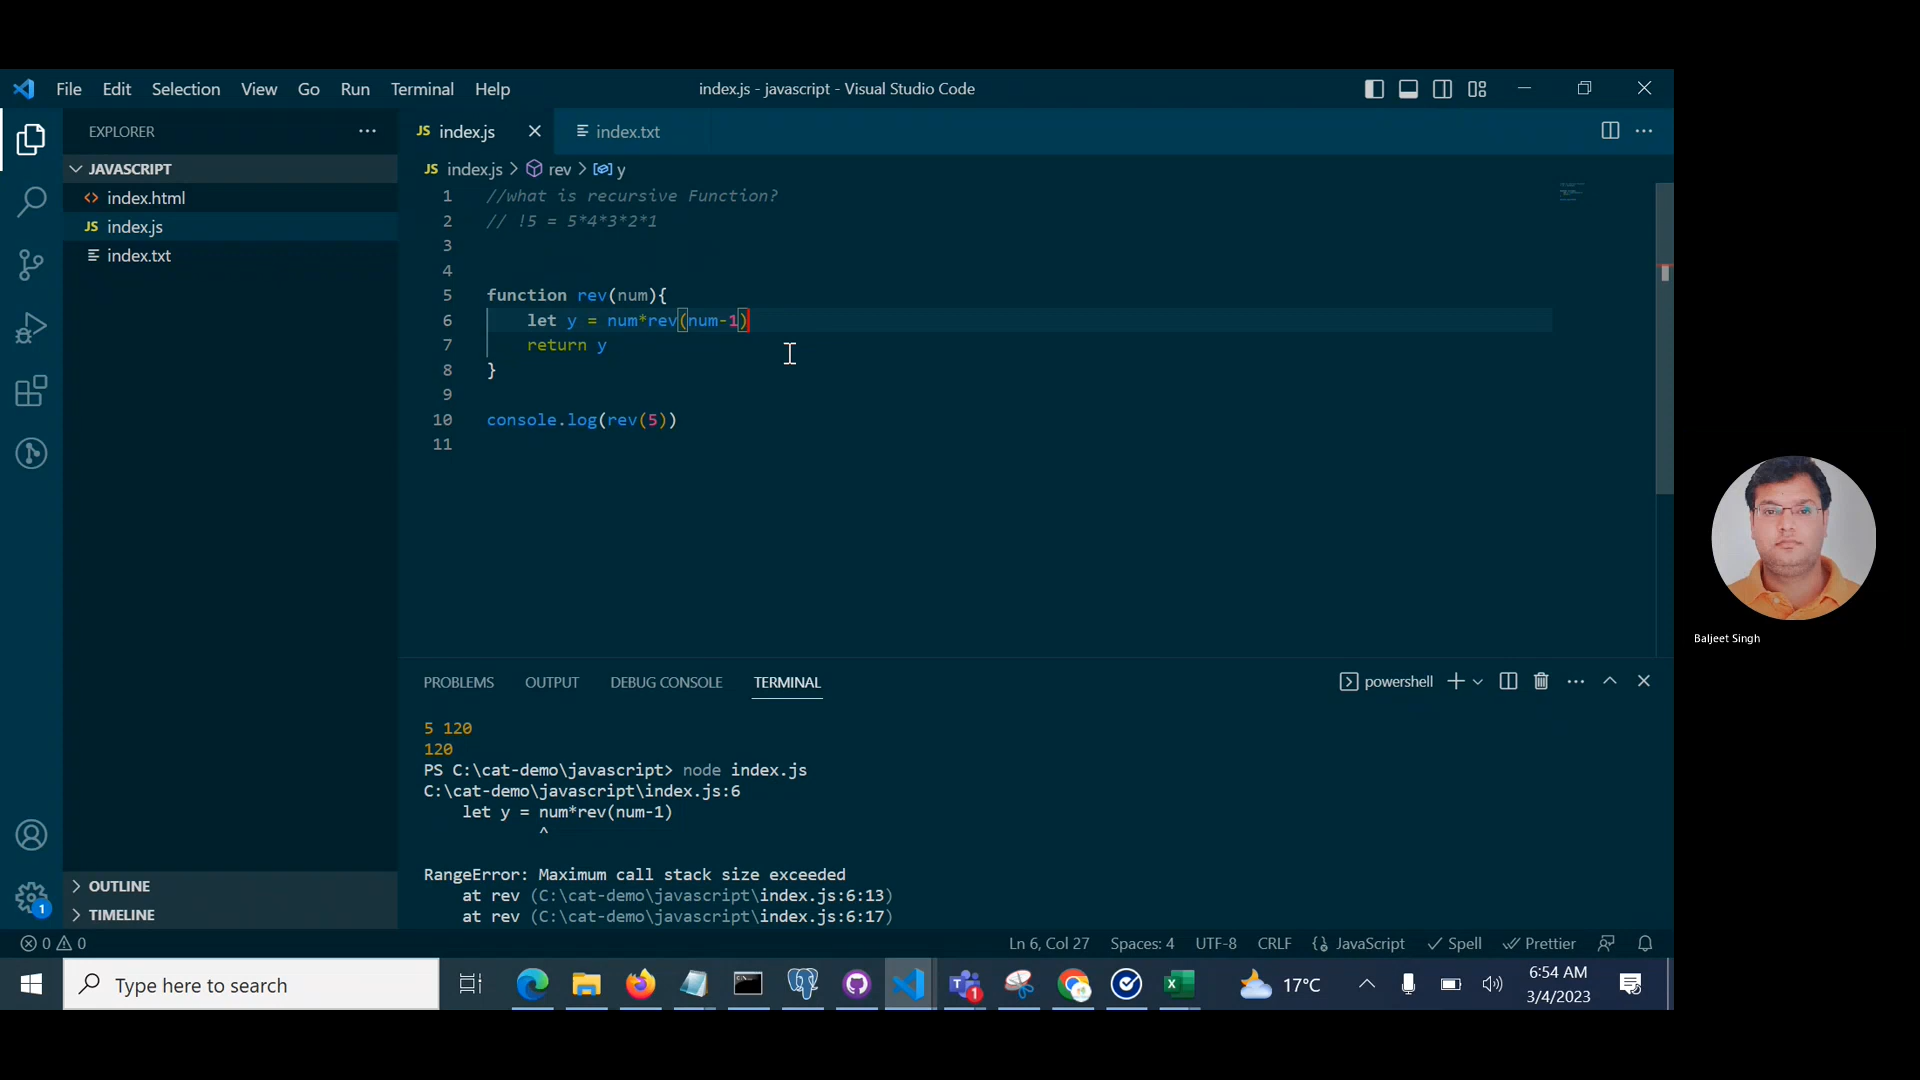 File Edit Selection View Go Run Terminal Help
index.js - javascript - Visual Studio Code
EXPLORER
JAVASCRIPT
index.html
JS index.js
index.txt
OUTLINE
TIMELINE
JS index.js
index.txt
JS index.js > rev > y
1 //what is recursive Function?
2 // !5 = 5*4*3*2*1
3
4
5 function rev(num){
6 let y = num*rev(num-1)
7 return y
8 }
9
10 console.log(rev(5))
11
PROBLEMS OUTPUT DEBUG CONSOLE TERMINAL
powershell
5 120
120
PS C:\cat-demo\javascript> node index.js
C:\cat-demo\javascript\index.js:6
let y = num*rev(num-1)
^
RangeError: Maximum call stack size exceeded
at rev (C:\cat-demo\javascript\index.js:6:13)
at rev (C:\cat-demo\javascript\index.js:6:17)
Baljeet Singh
1
0 0
Ln 6, Col 27 Spaces: 4 UTF-8 CRLF {} JavaScript Spell Prettier
Type here to search
1
17°C
6:54 AM
3/4/2023